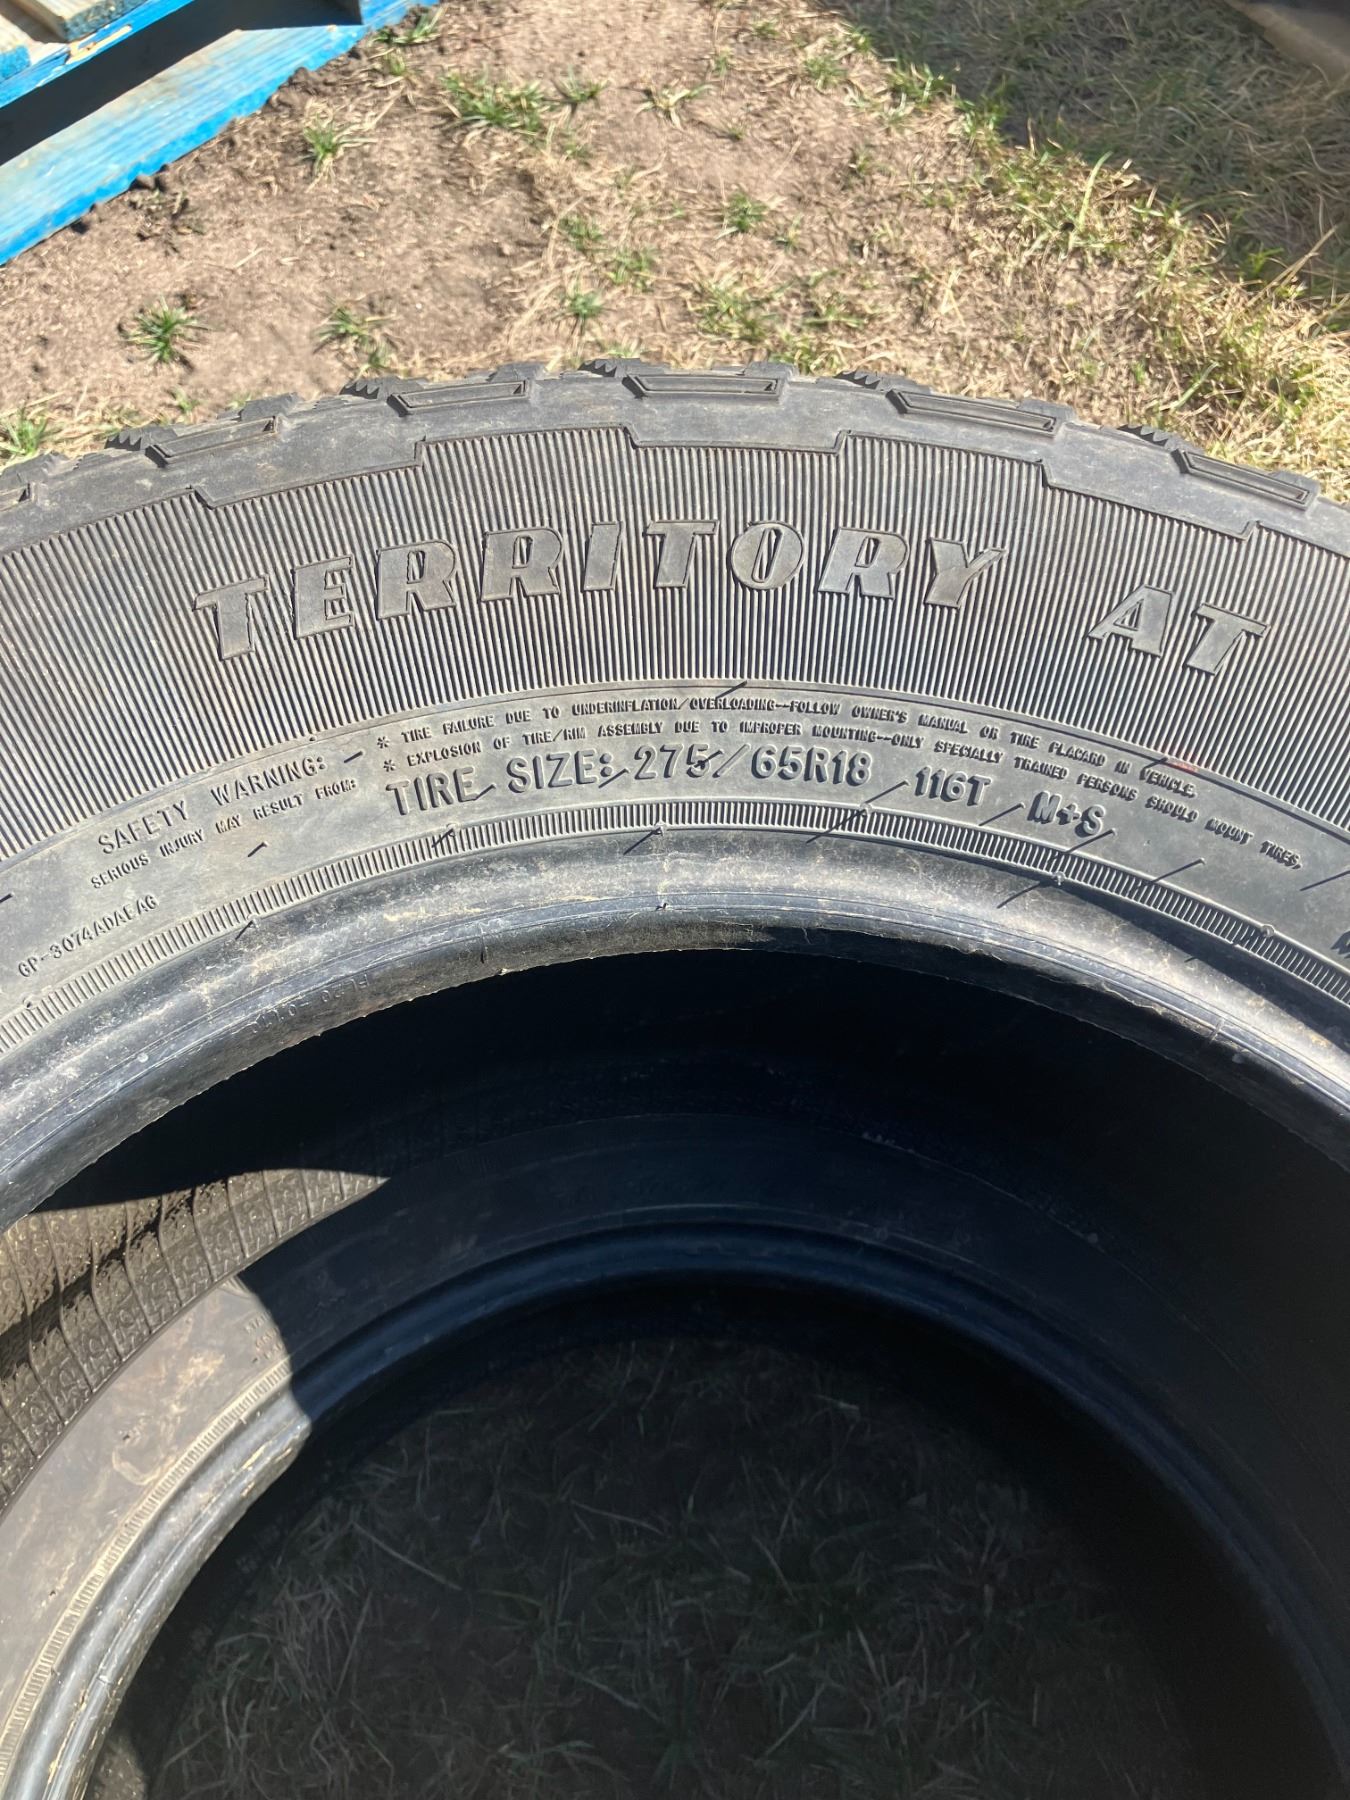 TERRITORY AT
SAFETY WARNING: * TIRE FAILURE DUE TO UNDERINFLATION/OVERLOADING--FOLLOW OWNER'S MANUAL OR TIRE PLACARD IN VEHICLE.
SERIOUS INJURY MAY RESULT FROM: * EXPLOSION OF TIRE/RIM ASSEMBLY DUE TO IMPROPER MOUNTING--ONLY SPECIALLY TRAINED PERSONS SHOULD MOUNT TIRES,
TIRE SIZE: 275/65R18 116T M+S
GP-3074ADAEAG